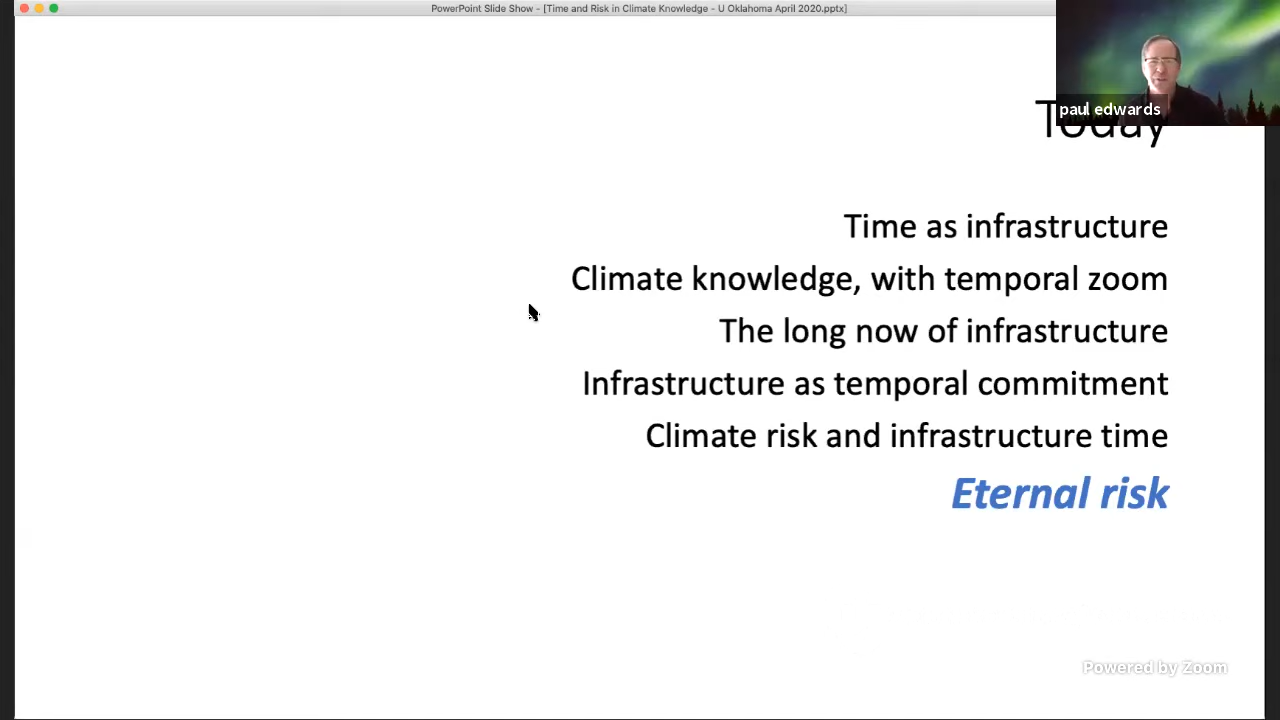 PowerPoint Slide Show - [Time and Risk in Climate Knowledge - U Oklahoma April 2020.pptx]
paul edwards
Today
Time as infrastructure
Climate knowledge, with temporal zoom
The long now of infrastructure
Infrastructure as temporal commitment
Climate risk and infrastructure time
Eternal risk
Powered by Zoom